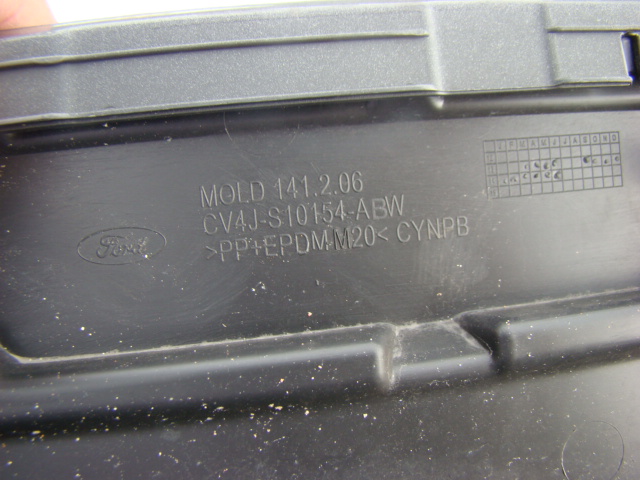 MOLD 141.2.06
CV4J-S10154-ABW
>PP+EPDM-M20< CYNPB
Ford
J F M A M J J A S O N D